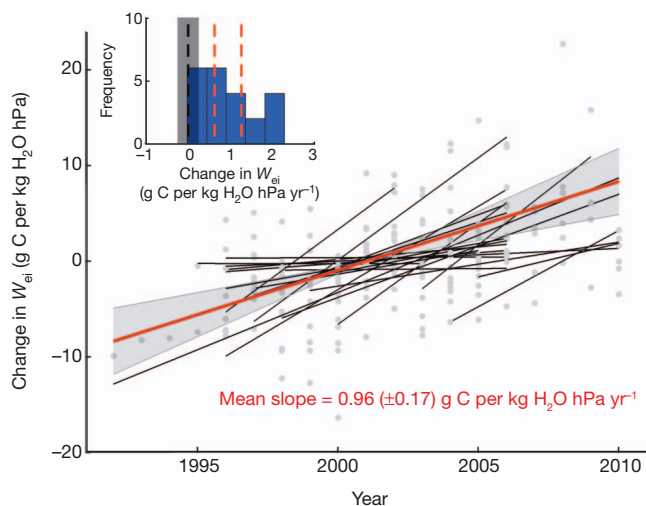 10
5
0
Frequency
−1 0 1 2 3
Change in Wei
(g C per kg H2O hPa yr−1)
20
10
0
−10
−20
Change in Wei (g C per kg H2O hPa)
Mean slope = 0.96 (±0.17) g C per kg H2O hPa yr−1
1995 2000 2005 2010
Year